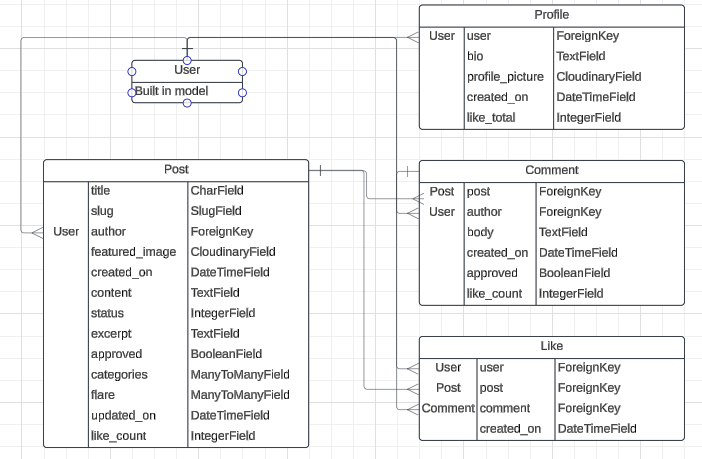 User
Built in model
Profile
User user ForeignKey
bio TextField
profile_picture CloudinaryField
created_on DateTimeField
like_total IntegerField
Post
title CharField
slug SlugField
User author ForeignKey
featured_image CloudinaryField
created_on DateTimeField
content TextField
status IntegerField
excerpt TextField
approved BooleanField
categories ManyToManyField
flare ManyToManyField
updated_on DateTimeField
like_count IntegerField
Comment
Post post ForeignKey
User author ForeignKey
body TextField
created_on DateTimeField
approved BooleanField
like_count IntegerField
Like
User user ForeignKey
Post post ForeignKey
Comment comment ForeignKey
created_on DateTimeField